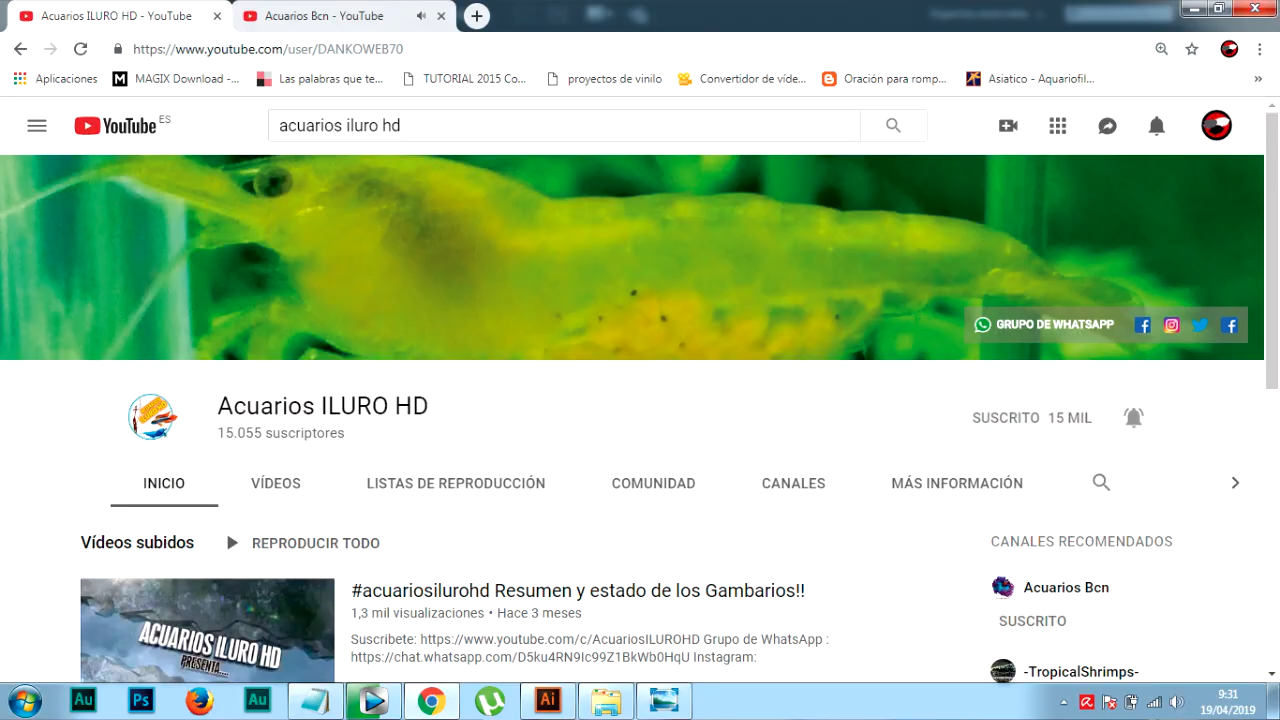 Acuarios ILURO HD - YouTube
Acuarios Bcn - YouTube
https://www.youtube.com/user/DANKOWEB70
Aplicaciones
MAGIX Download -...
Las palabras que te...
TUTORIAL 2015 Co...
proyectos de vinilo
Convertidor de víde...
Oración para romp...
Asiatico - Aquariofil...
»
YouTube ES
acuarios iluro hd
GRUPO DE WHATSAPP
Acuarios ILURO HD
15.055 suscriptores
SUSCRITO 15 MIL
INICIO
VÍDEOS
LISTAS DE REPRODUCCIÓN
COMUNIDAD
CANALES
MÁS INFORMACIÓN
Vídeos subidos
REPRODUCIR TODO
CANALES RECOMENDADOS
ACUARIOS ILURO HD
PRESENTA....
#acuariosilurohd Resumen y estado de los Gambarios!!
1,3 mil visualizaciones • Hace 3 meses
Suscribete: https://www.youtube.com/c/AcuariosILUROHD Grupo de WhatsApp :
https://chat.whatsapp.com/D5ku4RN9Ic99Z1BkWb0HqU Instagram:
Acuarios Bcn
SUSCRITO
-TropicalShrimps-
Au
Ps
Au
Ai
9:31
19/04/2019